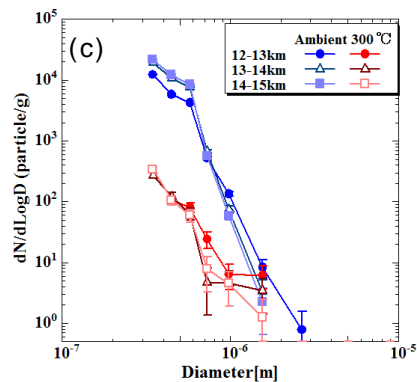 (c)
Ambient 300℃
12-13km
13-14km
14-15km
dN/dLogD (particle/g)
10^5
10^4
10^3
10^2
10^1
10^0
10^-7
10^-6
10^-5
Diameter[m]